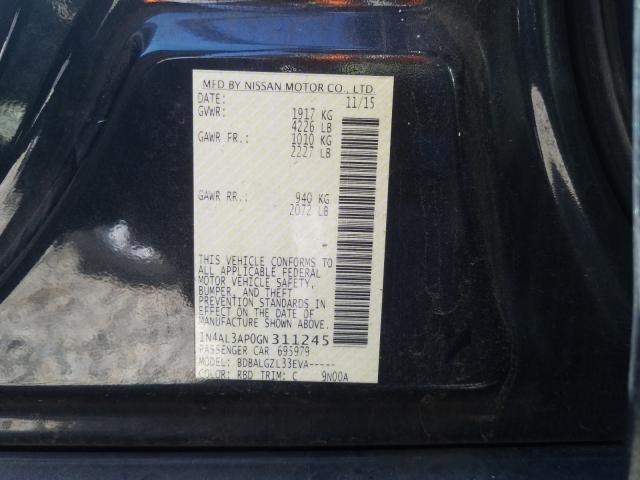 MFD BY NISSAN MOTOR CO., LTD.
DATE: 11/15
GVWR: 1917 KG
4226 LB
GAWR FR.: 1010 KG
2227 LB
GAWR RR.: 940 KG
2072 LB
THIS VEHICLE CONFORMS TO
ALL APPLICABLE FEDERAL
MOTOR VEHICLE SAFETY,
BUMPER, AND THEFT
PREVENTION STANDARDS IN
EFFECT ON THE DATE OF
MANUFACTURE SHOWN ABOVE.
1N4AL3AP0GN311245
PASSENGER CAR 695979
MODEL: BDBALGZL33EVA-----
COLOR: RBD TRIM: C 9N00A